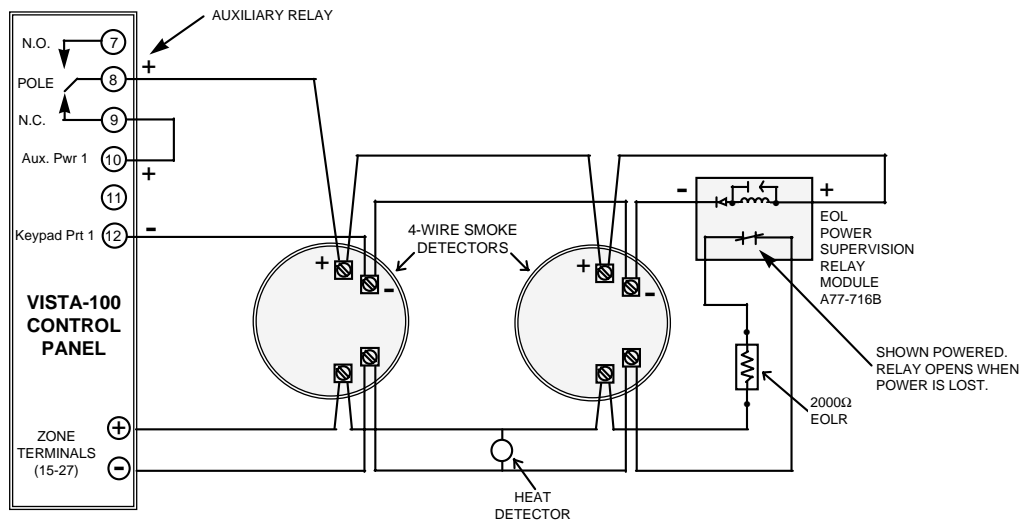 AUXILIARY RELAY
N.O.
7
+
POLE
8
N.C.
9
Aux. Pwr 1
10
+
11
Keypad Prt 1
12
-
4-WIRE SMOKE
DETECTORS
+
-
+
-
-
+
EOL
POWER
SUPERVISION
RELAY
MODULE
A77-716B
VISTA-100
CONTROL
PANEL
SHOWN POWERED.
RELAY OPENS WHEN
POWER IS LOST.
2000Ω
EOLR
ZONE
TERMINALS
(15-27)
+
-
HEAT
DETECTOR